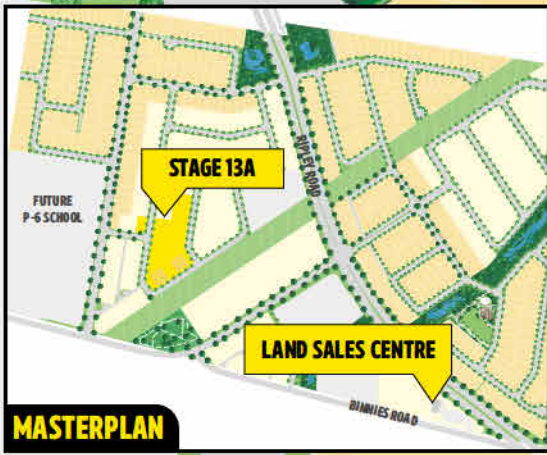 RIPLEY ROAD
STAGE 13A
FUTURE
P-6 SCHOOL
LAND SALES CENTRE
BINNIES ROAD
MASTERPLAN